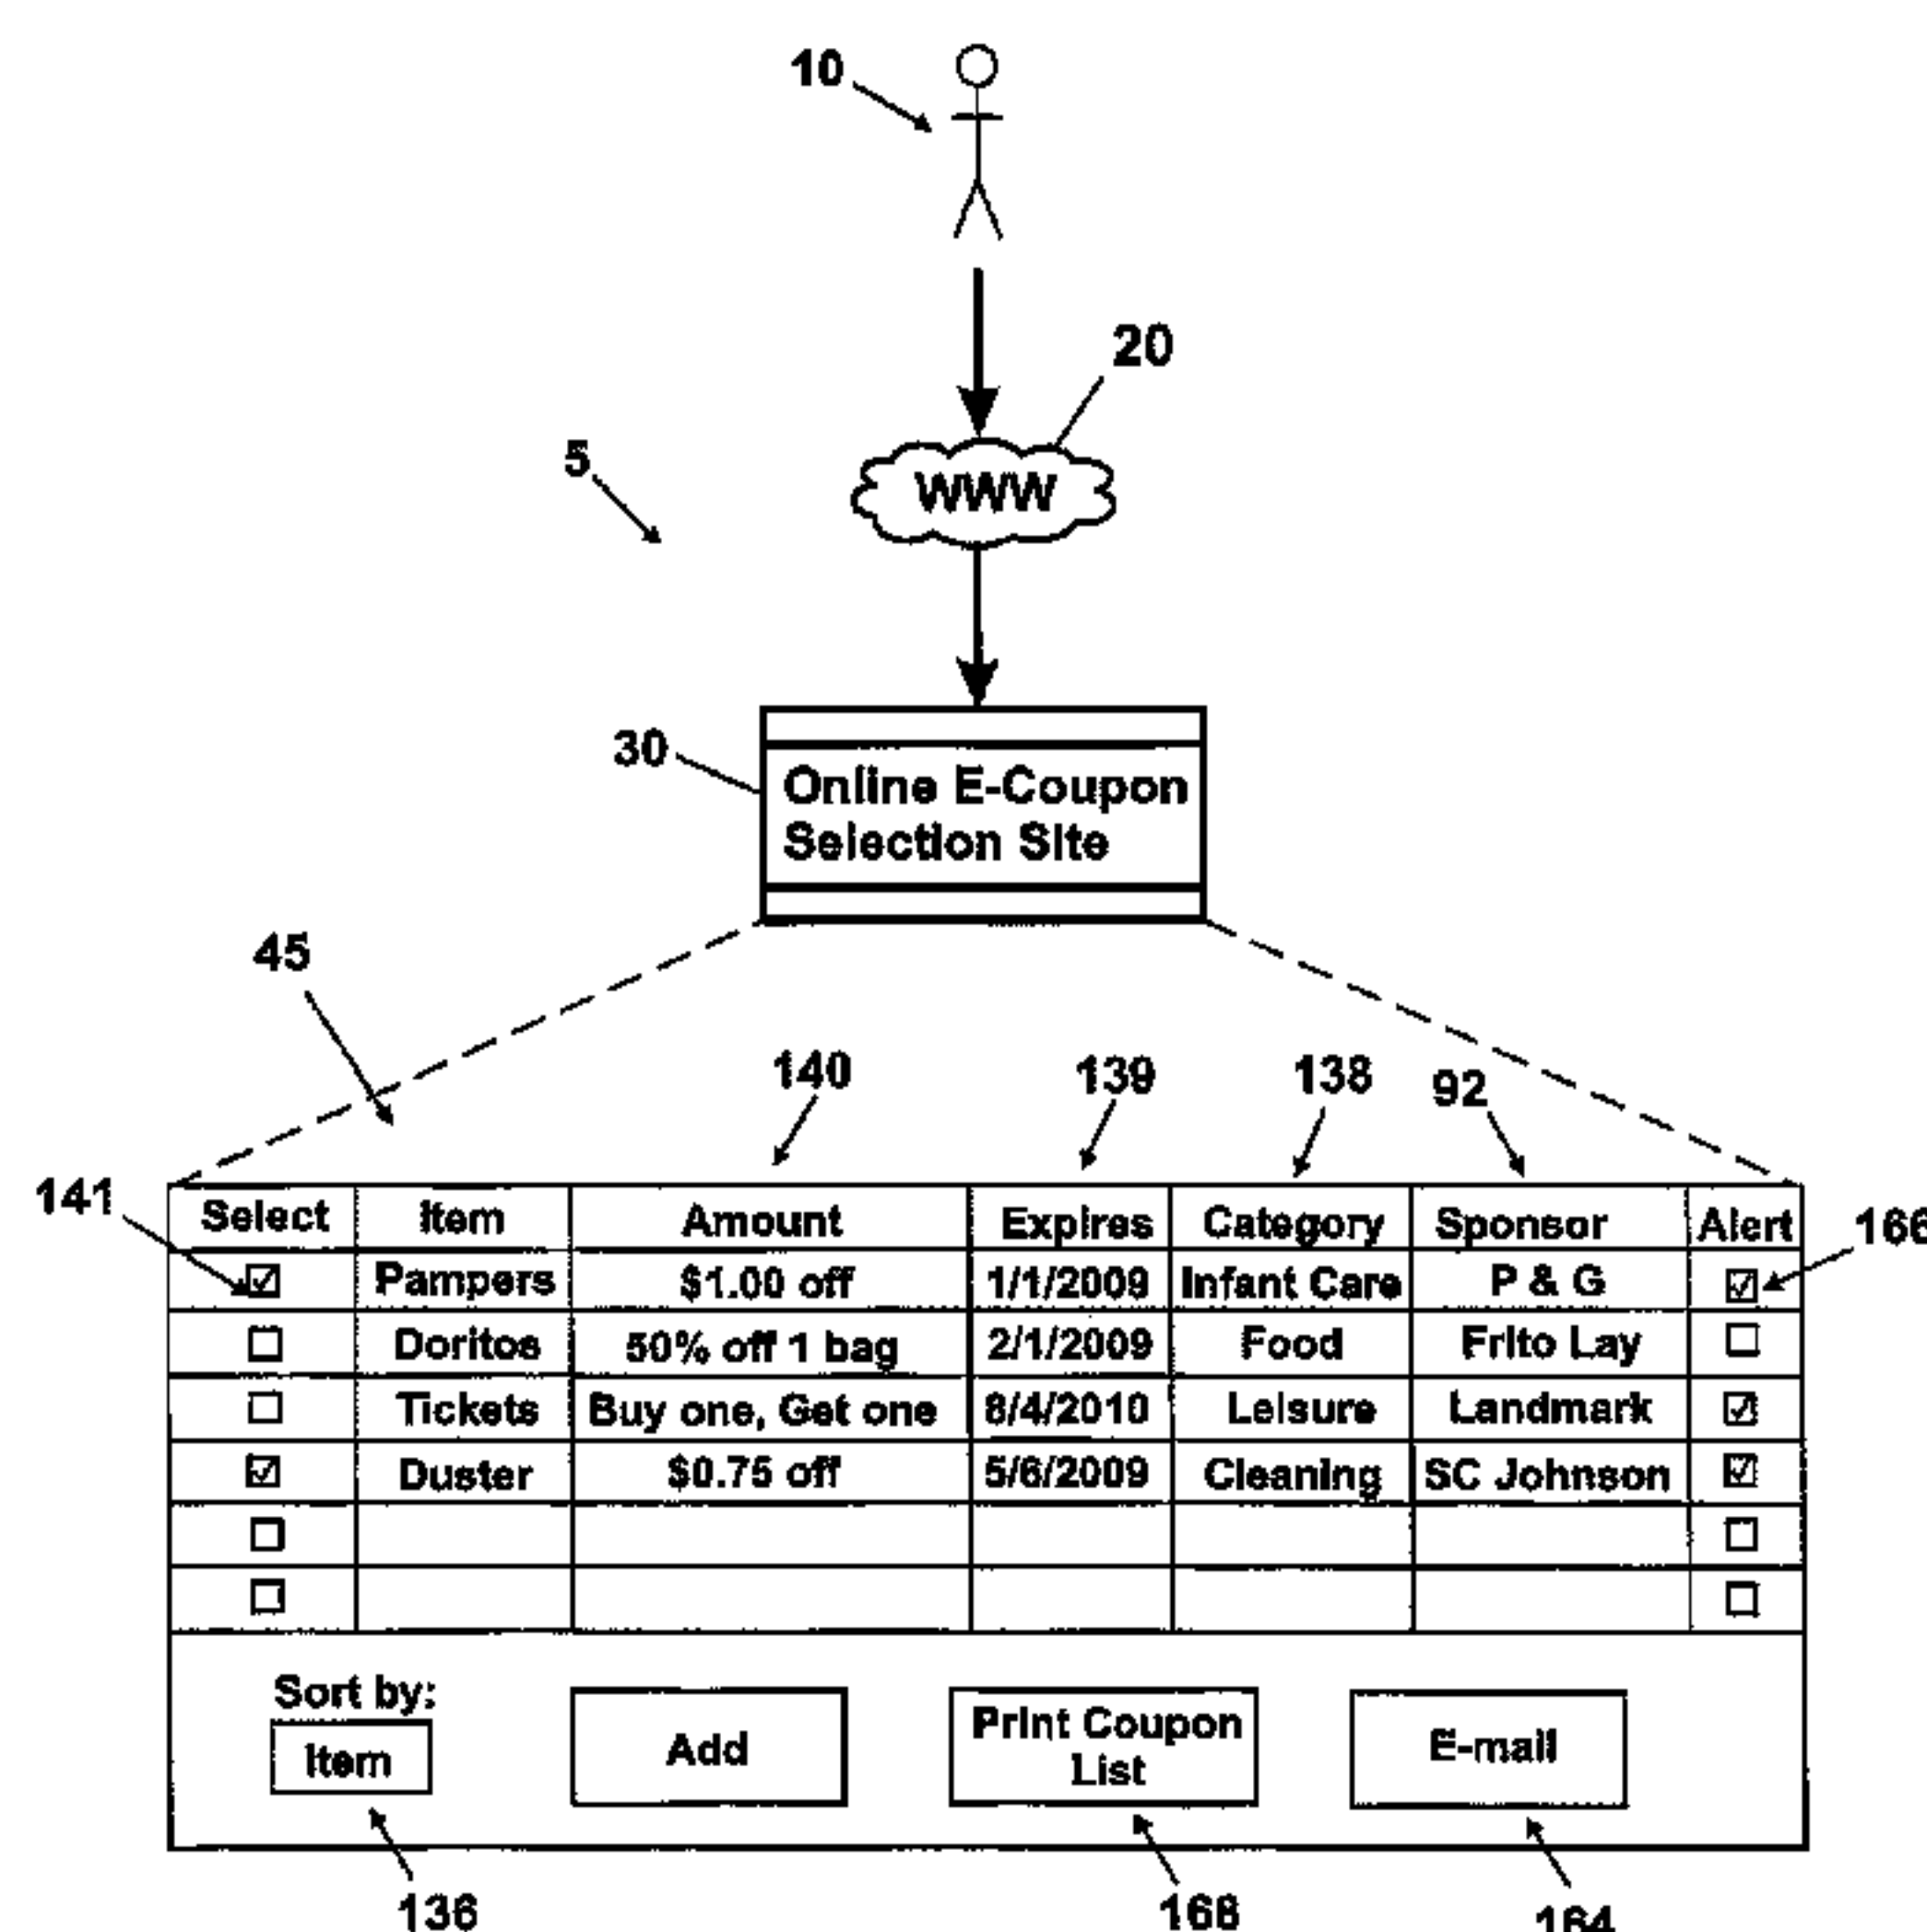 10
20
5
WWW
30
Online E-Coupon
Selection Site
45
140 139 138 92
141
166
Select Item Amount Expires Category Sponsor Alert
Pampers $1.00 off 1/1/2009 Infant Care P & G
Doritos 50% off 1 bag 2/1/2009 Food Frito Lay
Tickets Buy one, Get one 8/4/2010 Leisure Landmark
Duster $0.75 off 5/6/2009 Cleaning SC Johnson
Sort by:
Item
Add
Print Coupon
List
E-mail
136 168 164